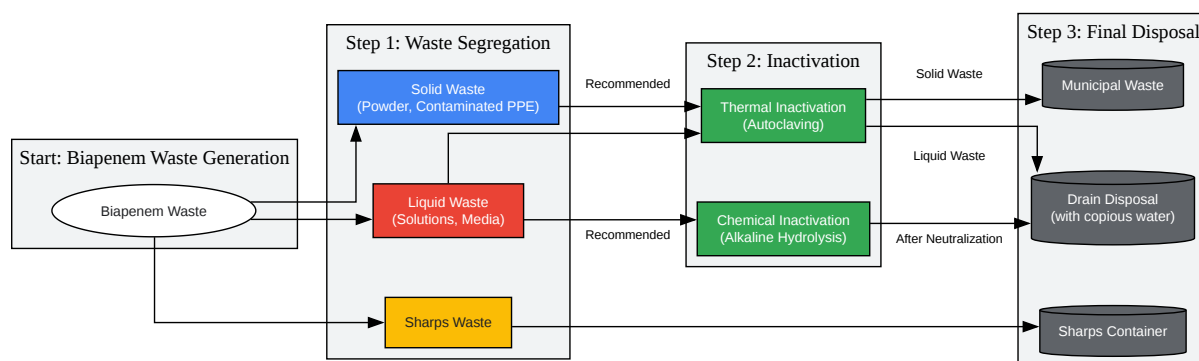 Start: Biapenem Waste Generation
Biapenem Waste
Step 1: Waste Segregation
Solid Waste
(Powder, Contaminated PPE)
Liquid Waste
(Solutions, Media)
Sharps Waste
Recommended
Recommended
Step 2: Inactivation
Thermal Inactivation
(Autoclaving)
Chemical Inactivation
(Alkaline Hydrolysis)
Solid Waste
Liquid Waste
After Neutralization
Step 3: Final Disposal
Municipal Waste
Drain Disposal
(with copious water)
Sharps Container